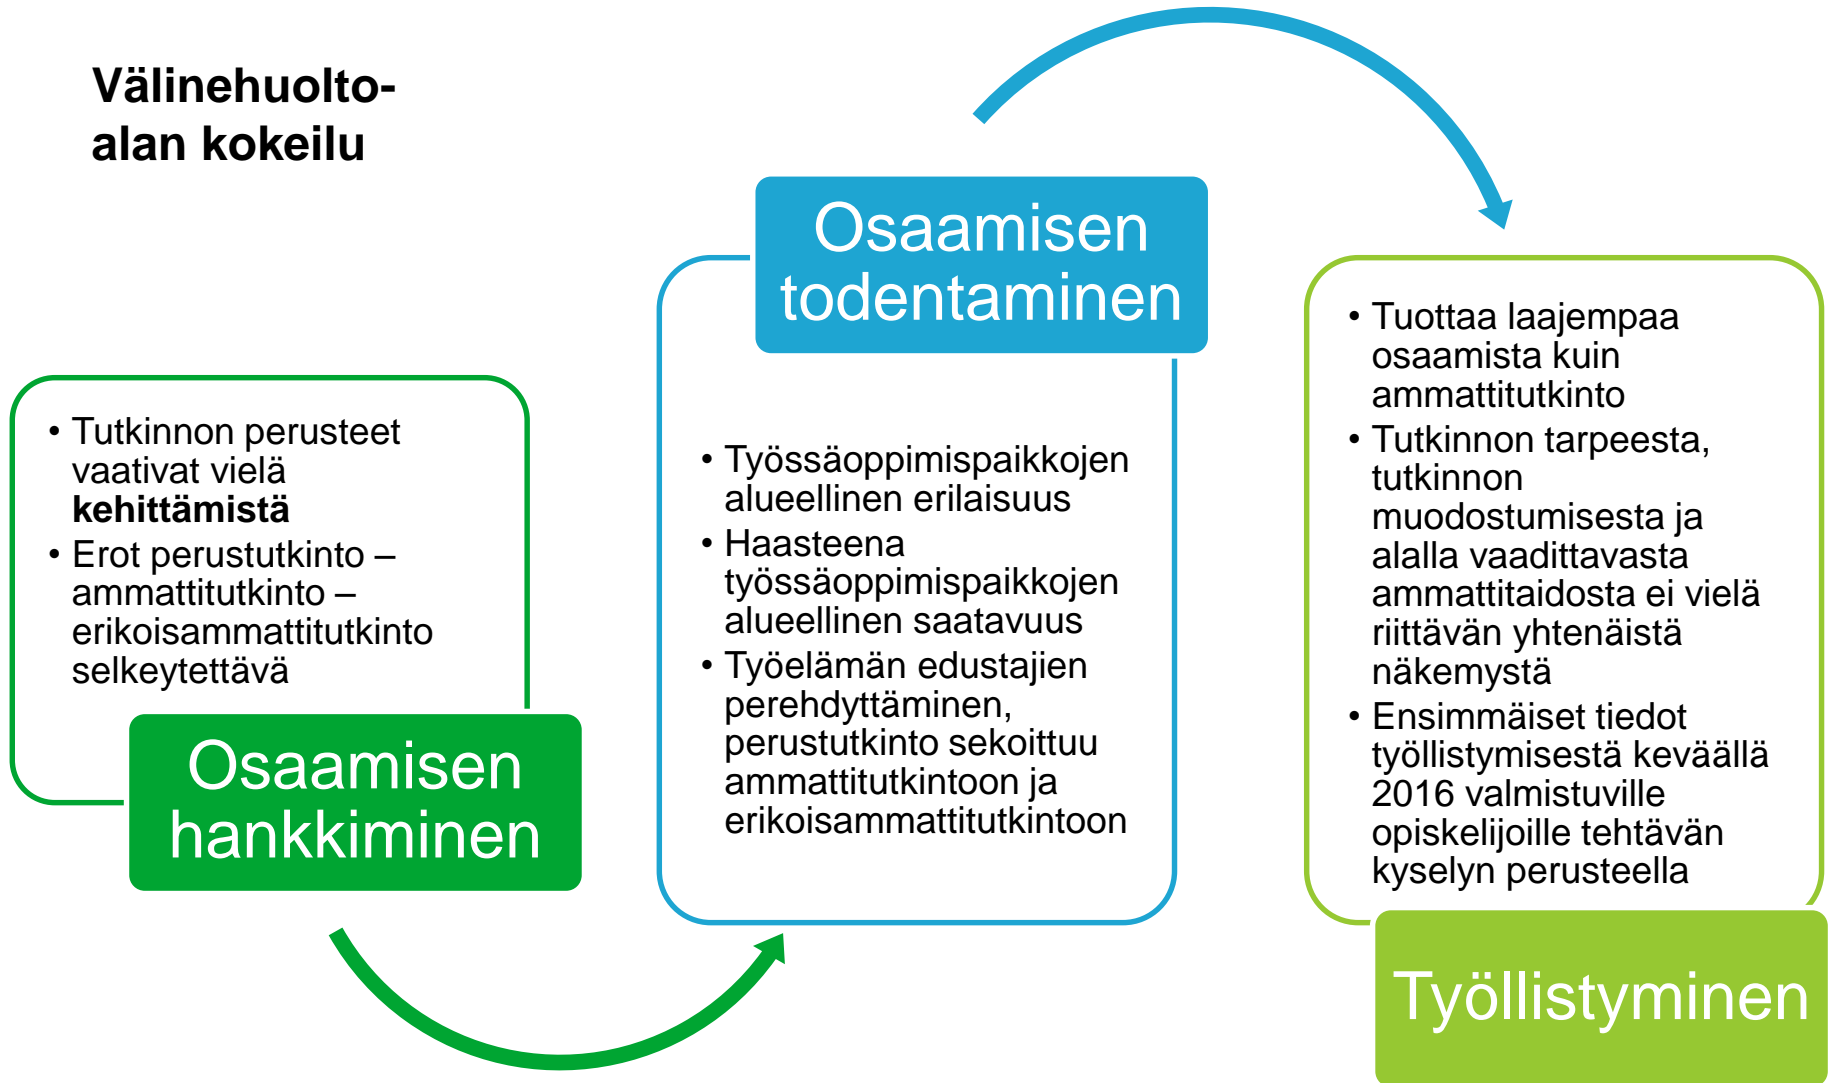 Välinehuolto-
alan kokeilu
• Tutkinnon perusteet
vaativat vielä
kehittämistä
• Erot perustutkinto –
ammattitutkinto –
erikoisammattitutkinto
selkeytettävä
Osaamisen
hankkiminen
Osaamisen
todentaminen
• Työssäoppimispaikkojen
alueellinen erilaisuus
• Haasteena
työssäoppimispaikkojen
alueellinen saatavuus
• Työelämän edustajien
perehdyttäminen,
perustutkinto sekoittuu
ammattitutkintoon ja
erikoisammattitutkintoon
• Tuottaa laajempaa
osaamista kuin
ammattitutkinto
• Tutkinnon tarpeesta,
tutkinnon
muodostumisesta ja
alalla vaadittavasta
ammattitaidosta ei vielä
riittävän yhtenäistä
näkemystä
• Ensimmäiset tiedot
työllistymisestä keväällä
2016 valmistuville
opiskelijoille tehtävän
kyselyn perusteella
Työllistyminen